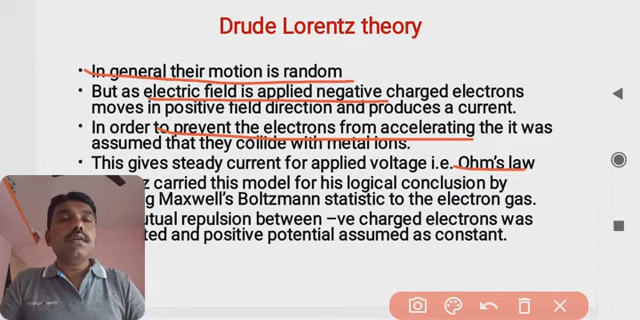 Drude Lorentz theory
• In general their motion is random
• But as electric field is applied negative charged electrons
moves in positive field direction and produces a current.
• In order to prevent the electrons from accelerating the it was
assumed that they collide with metal ions.
• This gives steady current for applied voltage i.e. Ohm's law
carried this model for his logical conclusion by
Maxwell's Boltzmann statistic to the electron gas.
repulsion between –ve charged electrons was
and positive potential assumed as constant.